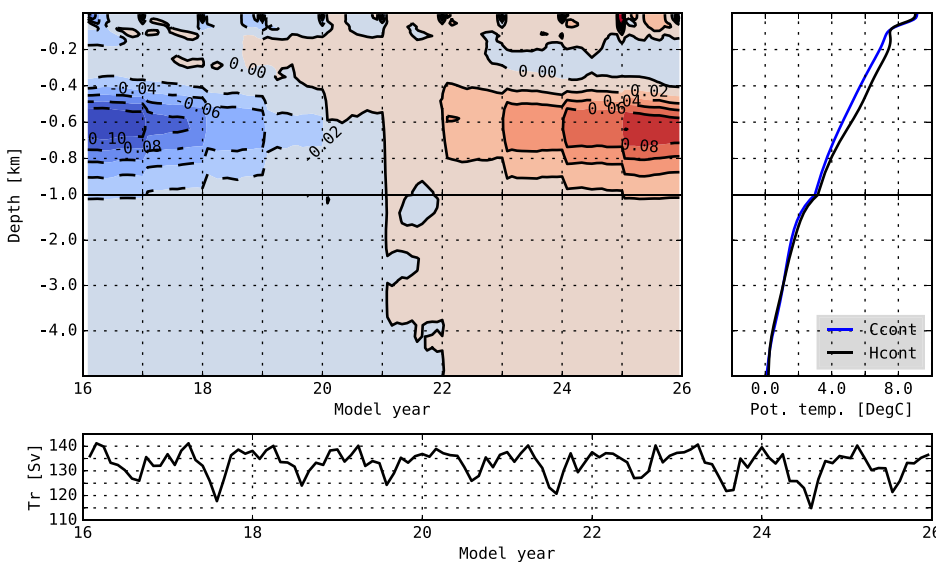 -0.2
-0.4
-0.6
-0.8
-1.0
-2.0
-3.0
-4.0
Depth [km]
0.00
0.00
-0.04
0.06
0.10
0.08
0.02
0.02
0.04
0.06
0.08
16 18 20 22 24 26
Model year
Ccont
Hcont
0.0 4.0 8.0
Pot. temp. [DegC]
140
130
120
110
Tr [Sv]
16 18 20 22 24 26
Model year